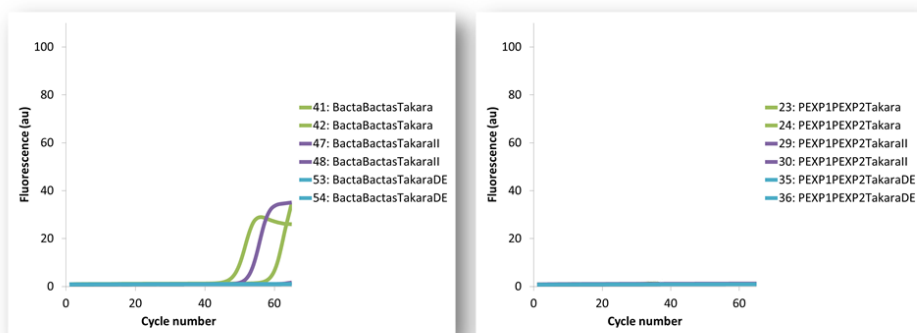 100
80
60
40
20
0
Fluorescence (au)
0 20 40 60
Cycle number
41: BactaBactasTakara
42: BactaBactasTakara
47: BactaBactasTakaraII
48: BactaBactasTakaraII
53: BactaBactasTakaraDE
54: BactaBactasTakaraDE
100
80
60
40
20
0
Fluorescence (au)
0 20 40 60
Cycle number
23: PEXP1PEXP2Takara
24: PEXP1PEXP2Takara
29: PEXP1PEXP2TakaraII
30: PEXP1PEXP2TakaraII
35: PEXP1PEXP2TakaraDE
36: PEXP1PEXP2TakaraDE